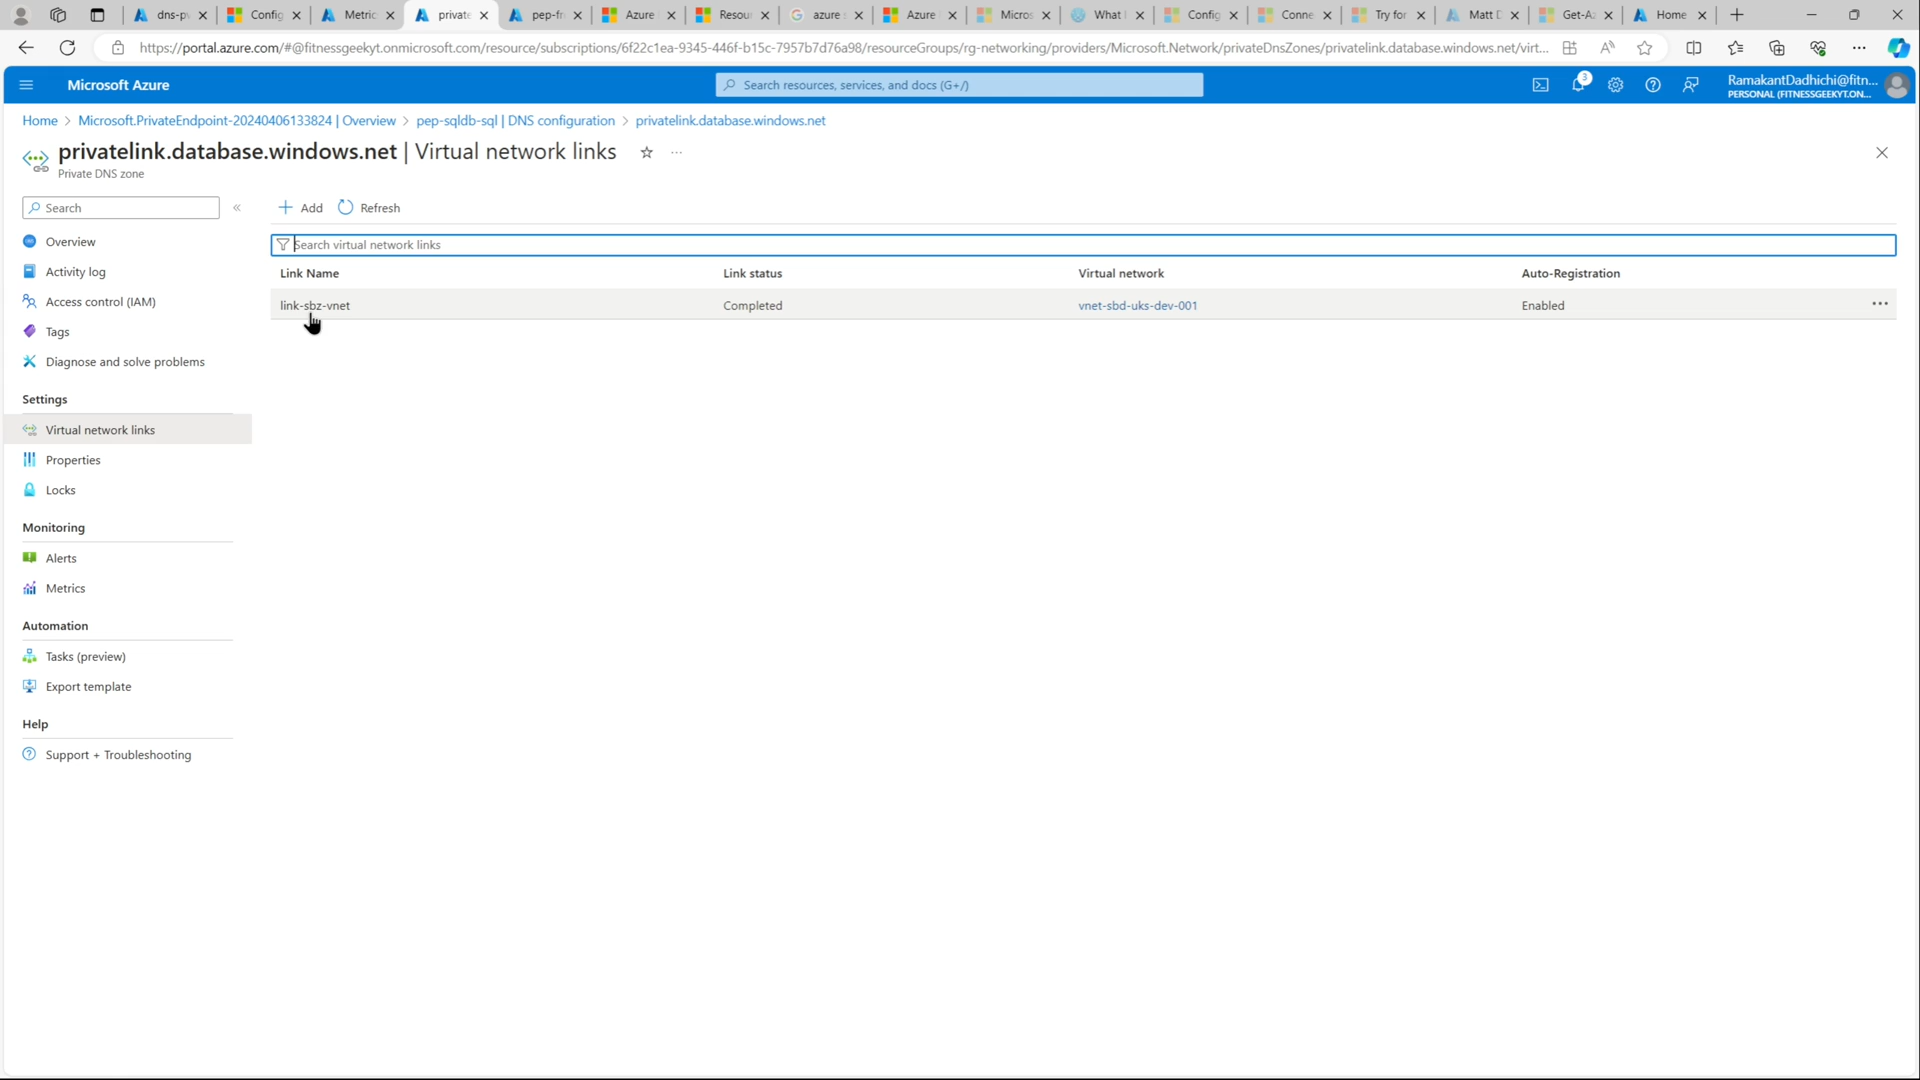 dns-p
Config
Metric
private
pep-fr
Azure
Resour
azure
Azure
Micros
What
Config
Conne
Try for
Matt D
Get-Az
Home
https://portal.azure.com/#@fitnessgeekyt.onmicrosoft.com/resource/subscriptions/6f22c1ea-9345-446f-b15c-7957b7d76a98/resourceGroups/rg-networking/providers/Microsoft.Network/privateDnsZones/privatelink.database.windows.net/virt...
Microsoft Azure
Search resources, services, and docs (G+/)
3
RamakantDadhichi@fitn...
PERSONAL (FITNESSGEEKYT.ON...
Home > Microsoft.PrivateEndpoint-20240406133824 | Overview > pep-sqldb-sql | DNS configuration > privatelink.database.windows.net
privatelink.database.windows.net | Virtual network links
Private DNS zone
Search
Add
Refresh
Search virtual network links
Link Name
Link status
Virtual network
Auto-Registration
link-sbz-vnet
Completed
vnet-sbd-uks-dev-001
Enabled
Overview
Activity log
Access control (IAM)
Tags
Diagnose and solve problems
Settings
Virtual network links
Properties
Locks
Monitoring
Alerts
Metrics
Automation
Tasks (preview)
Export template
Help
Support + Troubleshooting